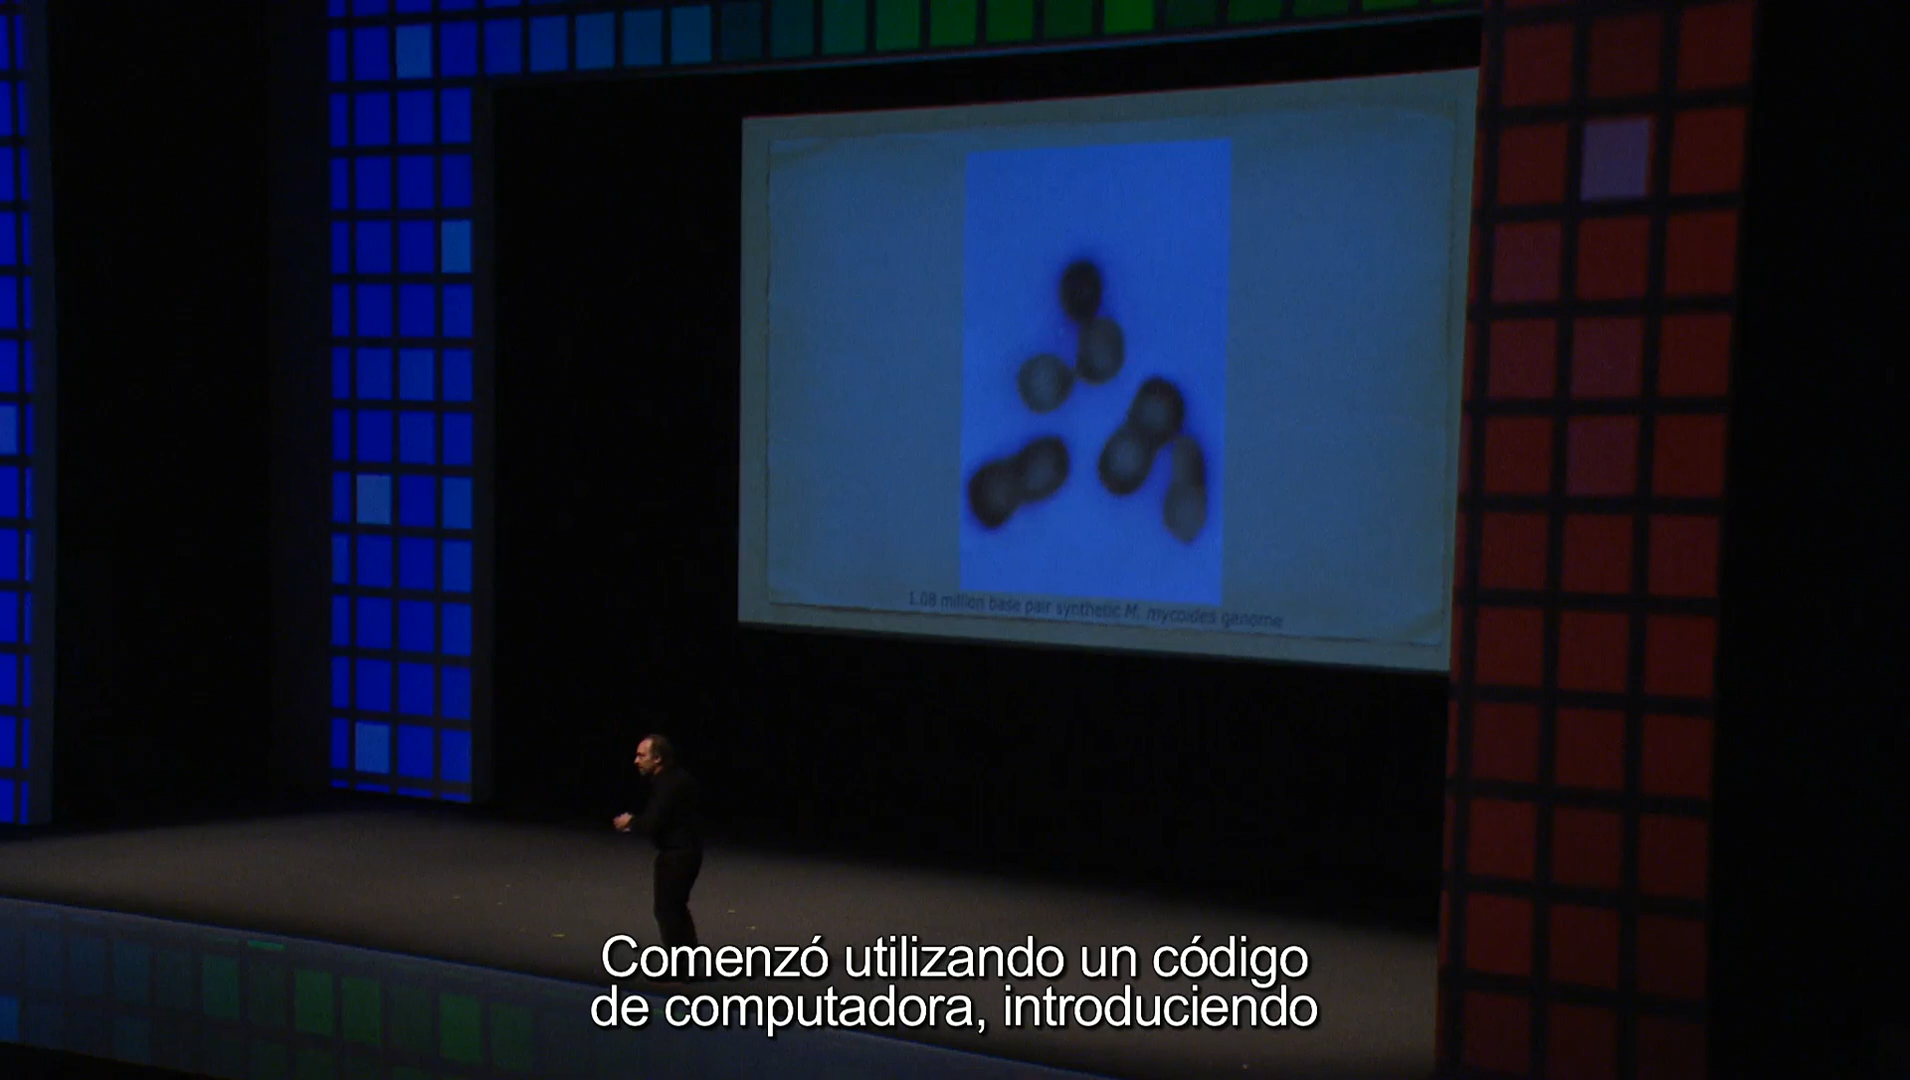 1.08 million base pair synthetic M. mycoides genome
Comenzó utilizando un código
de computadora, introduciendo